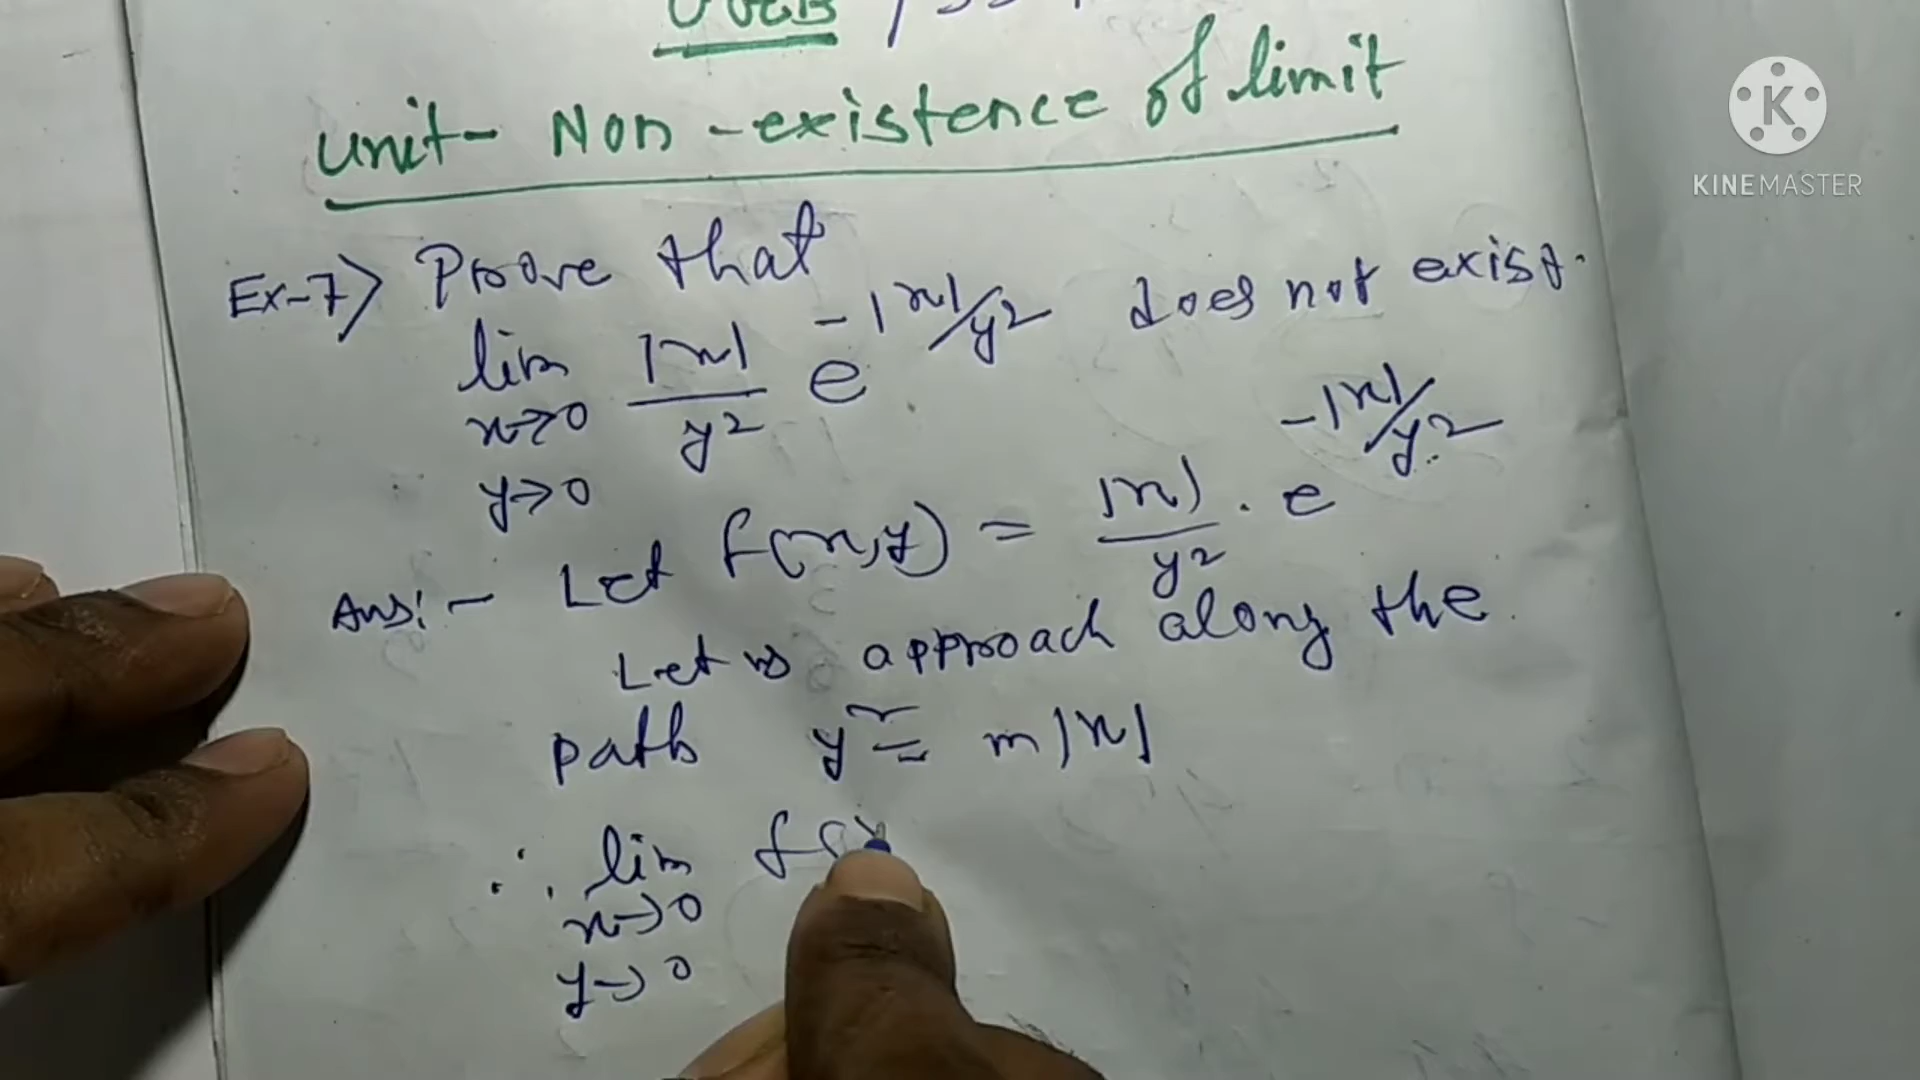 Unit- Non-existence of limit
KINEMASTER
Ex-7) Prove that
lim |x|/y² e^-|x|/y² does not exist.
x→0
y→0
Ans:- Let f(x,y) = |x|/y² . e^-|x|/y²
Let us approach along the
path y² = m|x|
∴ lim f(x
x→0
y→0